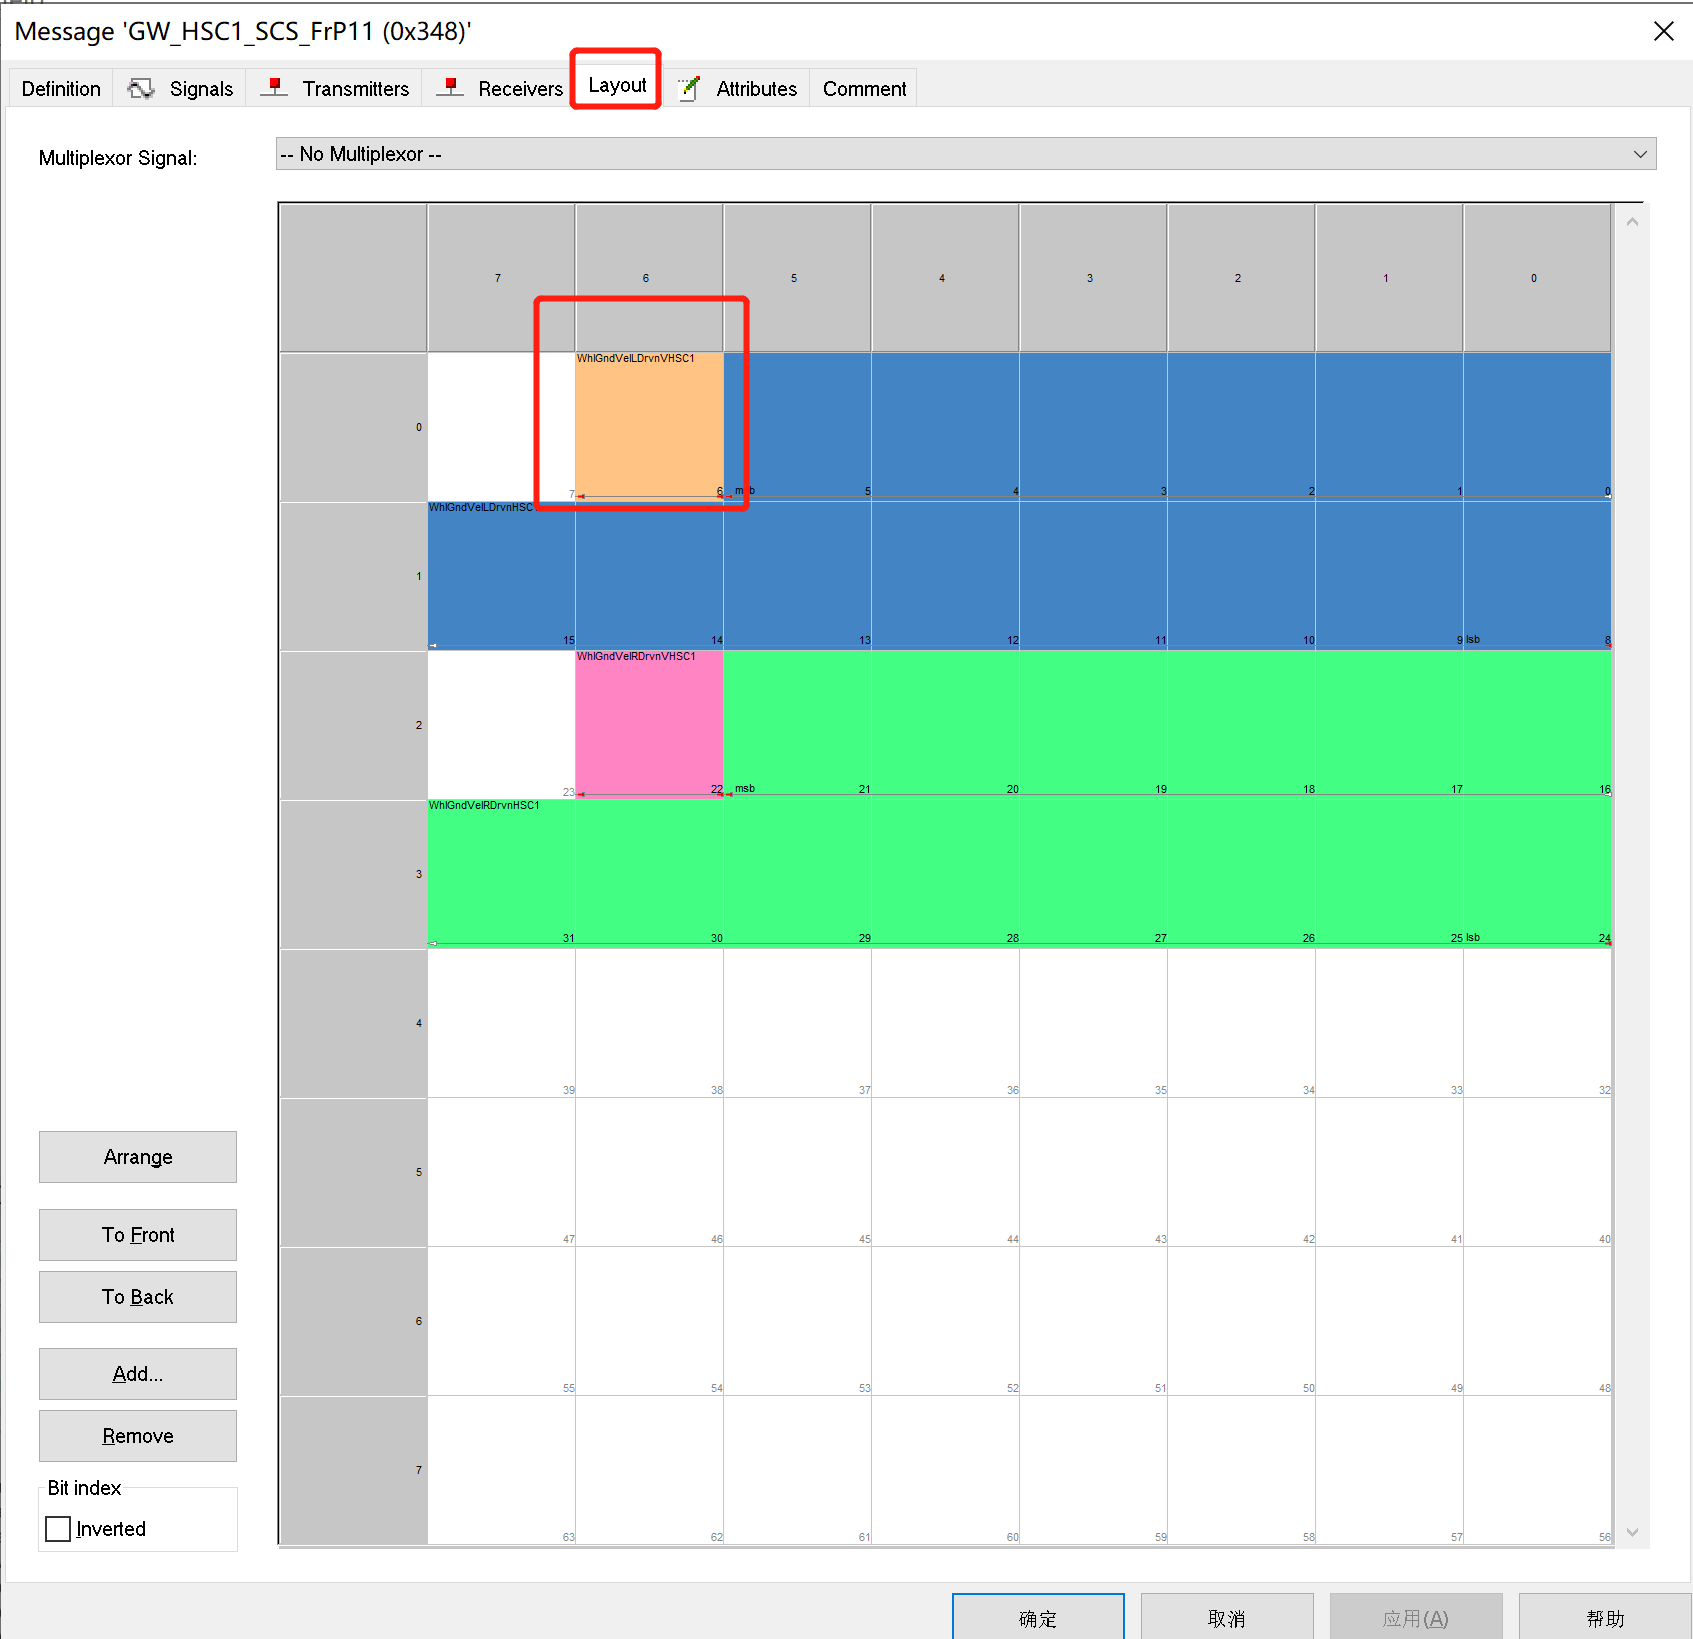 Message 'GW_HSC1_SCS_FrP11 (0x348)'
Definition Signals Transmitters Receivers Layout Attributes Comment
Multiplexor Signal: -- No Multiplexor --
7 6 5 4 3 2 1 0
WhlGndVelLDrvnVHSC1
0
7 6 msb 5 4 3 2 1 0
WhlGndVelLDrvnHSC1
1
15 14 13 12 11 10 9 lsb 8
WhlGndVelRDrvnVHSC1
2
23 22 msb 21 20 19 18 17 16
WhlGndVelRDrvnHSC1
3
31 30 29 28 27 26 25 lsb 24
4
39 38 37 36 35 34 33 32
Arrange
5
To Front
47 46 45 44 43 42 41 40
To Back
6
Add...
55 54 53 52 51 50 49 48
Remove
7
Bit index
Inverted
63 62 61 60 59 58 57 56
确定 取消 应用(A) 帮助